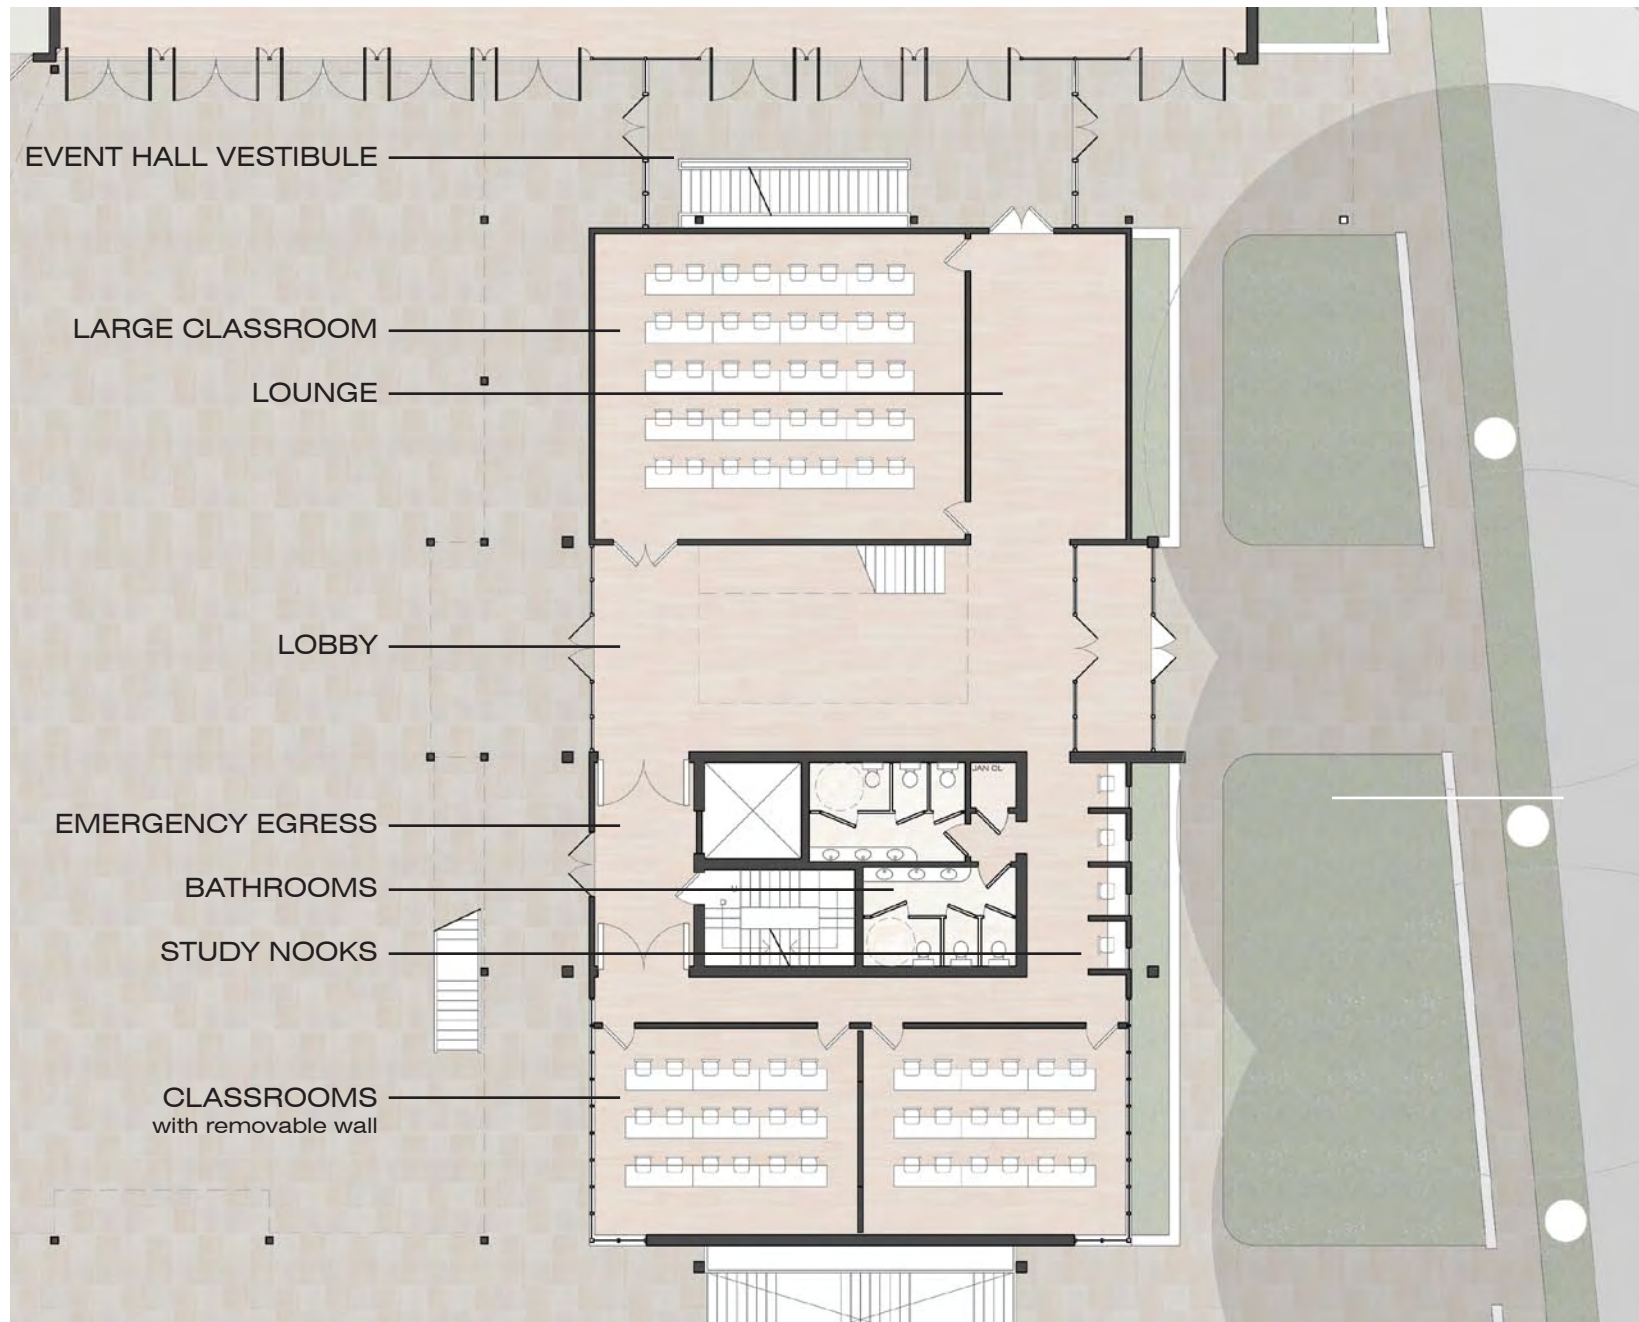 EVENT HALL VESTIBULE
LARGE CLASSROOM
LOUNGE
LOBBY
JAN CL
EMERGENCY EGRESS
BATHROOMS
STUDY NOOKS
CLASSROOMS
with removable wall